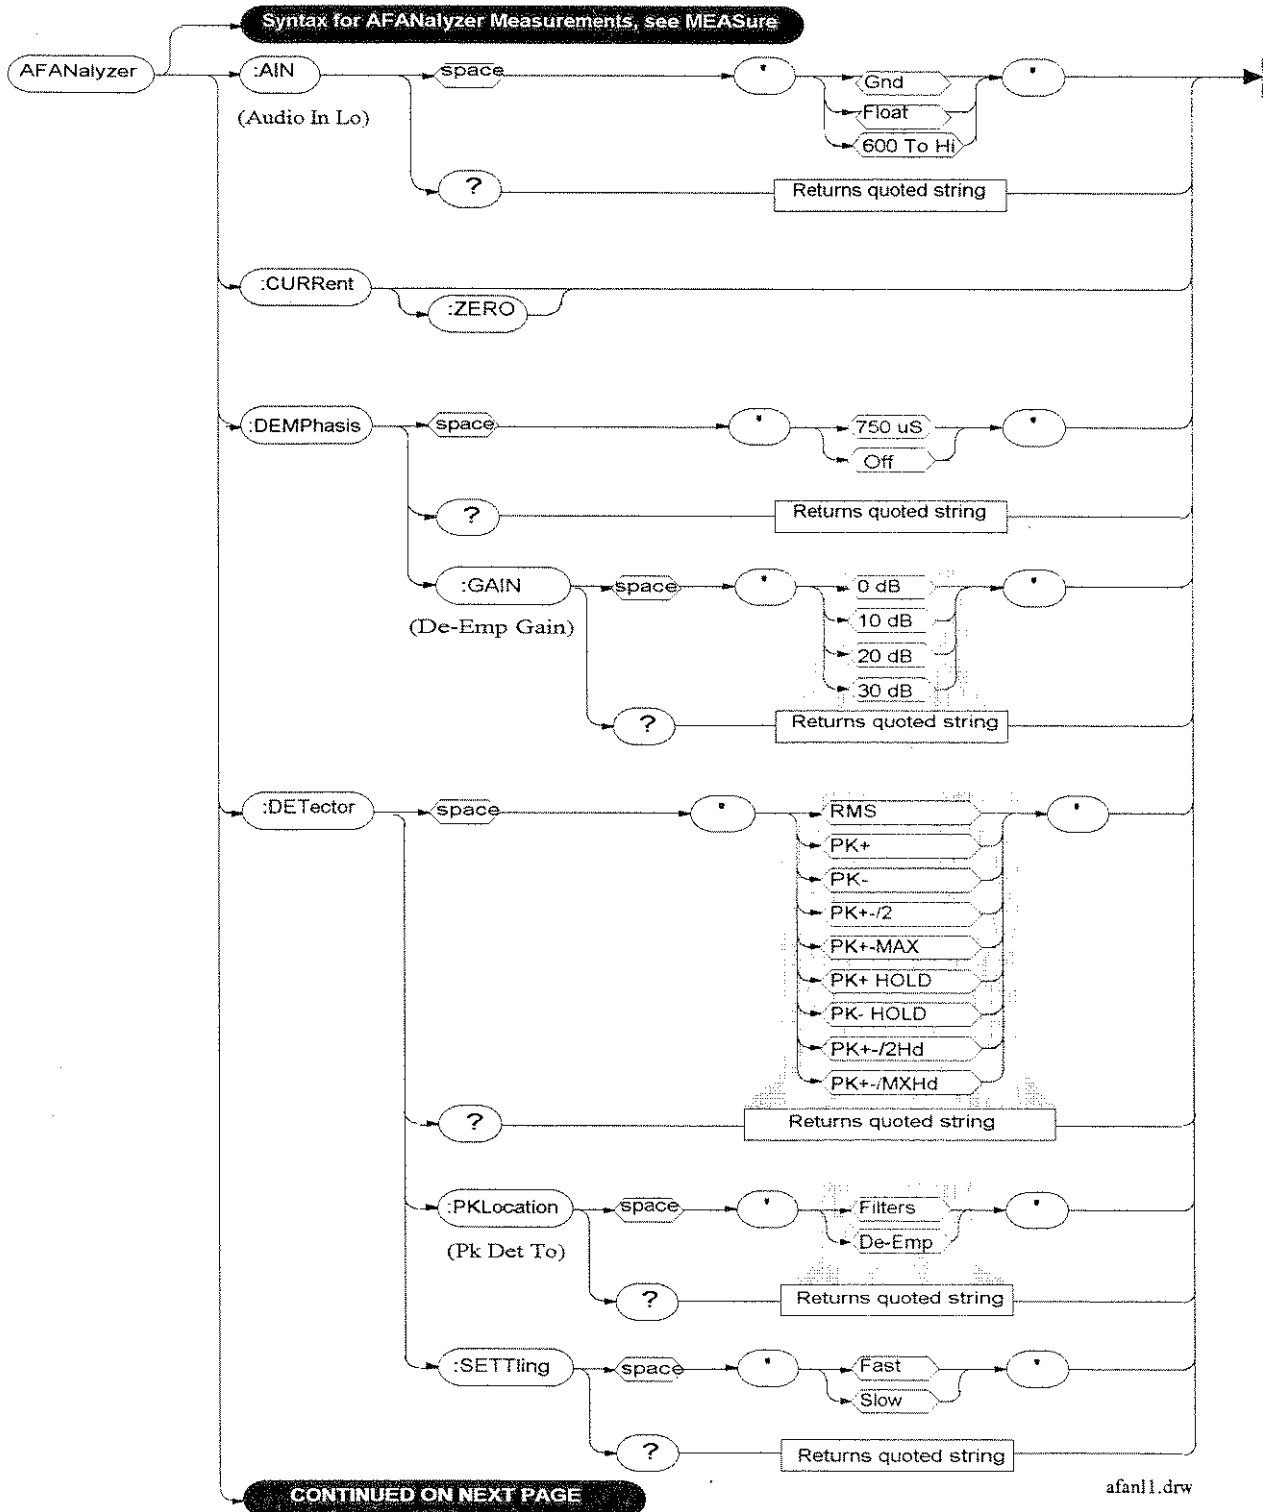 Syntax for AFANalyzer Measurements, see MEASure
AFANalyzer
:AIN
space
"
Gnd
"
(Audio In Lo)
Float
600 To Hi
?
Returns quoted string
:CURRent
:ZERO
:DEMPhasis
space
"
750 uS
"
Off
?
Returns quoted string
:GAIN
space
"
0 dB
"
(De-Emp Gain)
10 dB
20 dB
30 dB
?
Returns quoted string
:DETector
space
"
RMS
"
PK+
PK-
PK+-/2
PK+-MAX
PK+ HOLD
PK- HOLD
PK+-/2Hd
PK+-/MXHd
?
Returns quoted string
:PKLocation
space
"
Filters
"
(Pk Det To)
De-Emp
?
Returns quoted string
:SETTling
space
"
Fast
"
Slow
?
Returns quoted string
CONTINUED ON NEXT PAGE
afanl1.drw